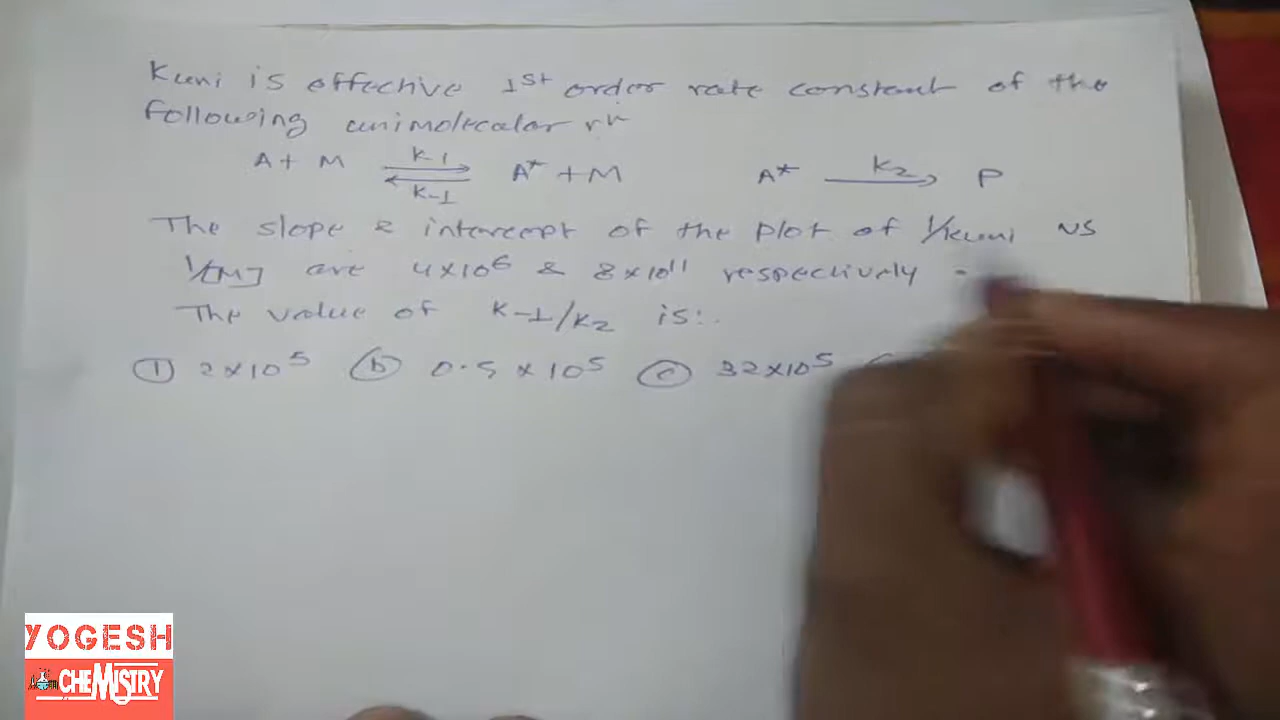 Kuni is effective 1st order rate constant of the
following unimolecular rn
A + M ⇌ A* + M    A* → P
K-1    K2
K-1
The slope & intercept of the plot of 1/Kuni vs
1/[M] are 4×10⁶ & 8×10¹¹ respectively -
The value of K-1/K2 is:-
① 2×10⁵ ⓑ 0.5×10⁵ ⓒ 32×10⁵
YOGESH
CHEMISTRY